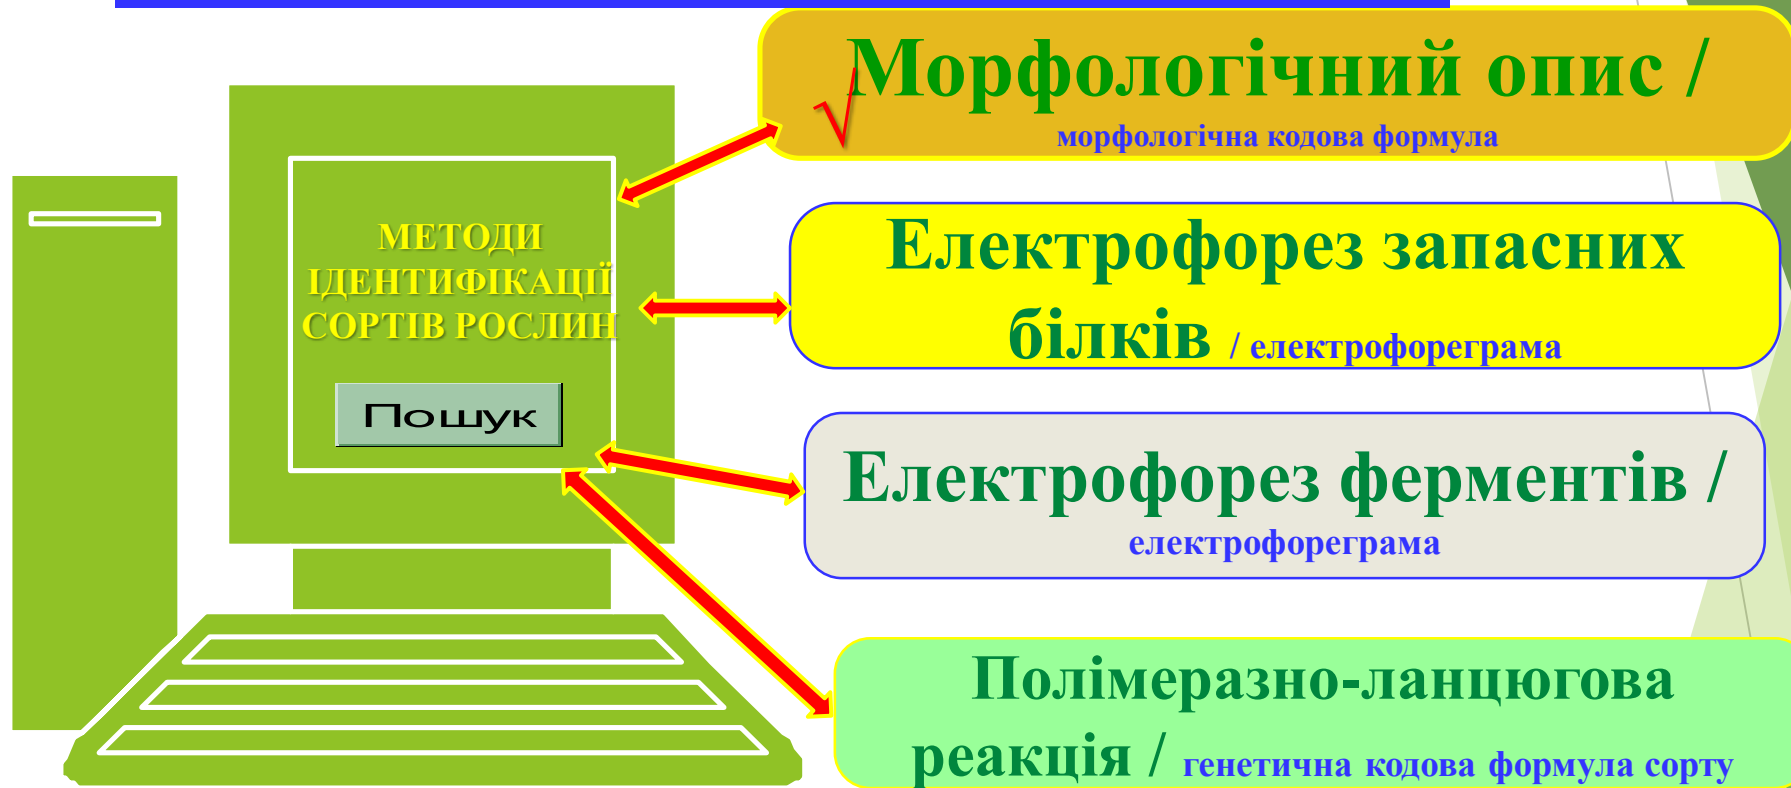 √Морфологічний опис /
морфологічна кодова формула
МЕТОДИ
ІДЕНТИФІКАЦІЇ
СОРТІВ РОСЛИН
Пошук
Електрофорез запасних
білків / електрофореграма
Електрофорез ферментів /
електрофореграма
Полімеразно-ланцюгова
реакція / генетична кодова формула сорту